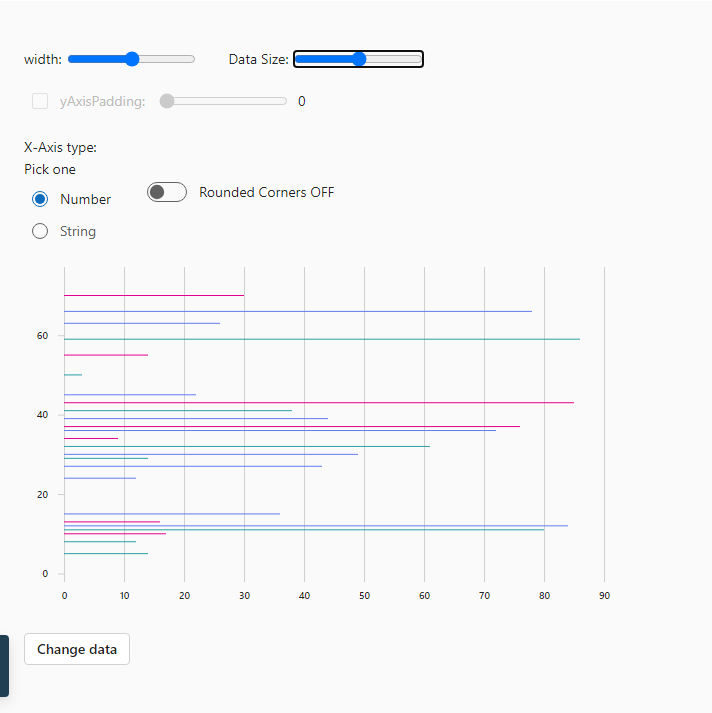 width: Data Size:
yAxisPadding: 0
X-Axis type:
Pick one
Number
Rounded Corners OFF
String
60
40
20
0
0 10 20 30 40 50 60 70 80 90
Change data